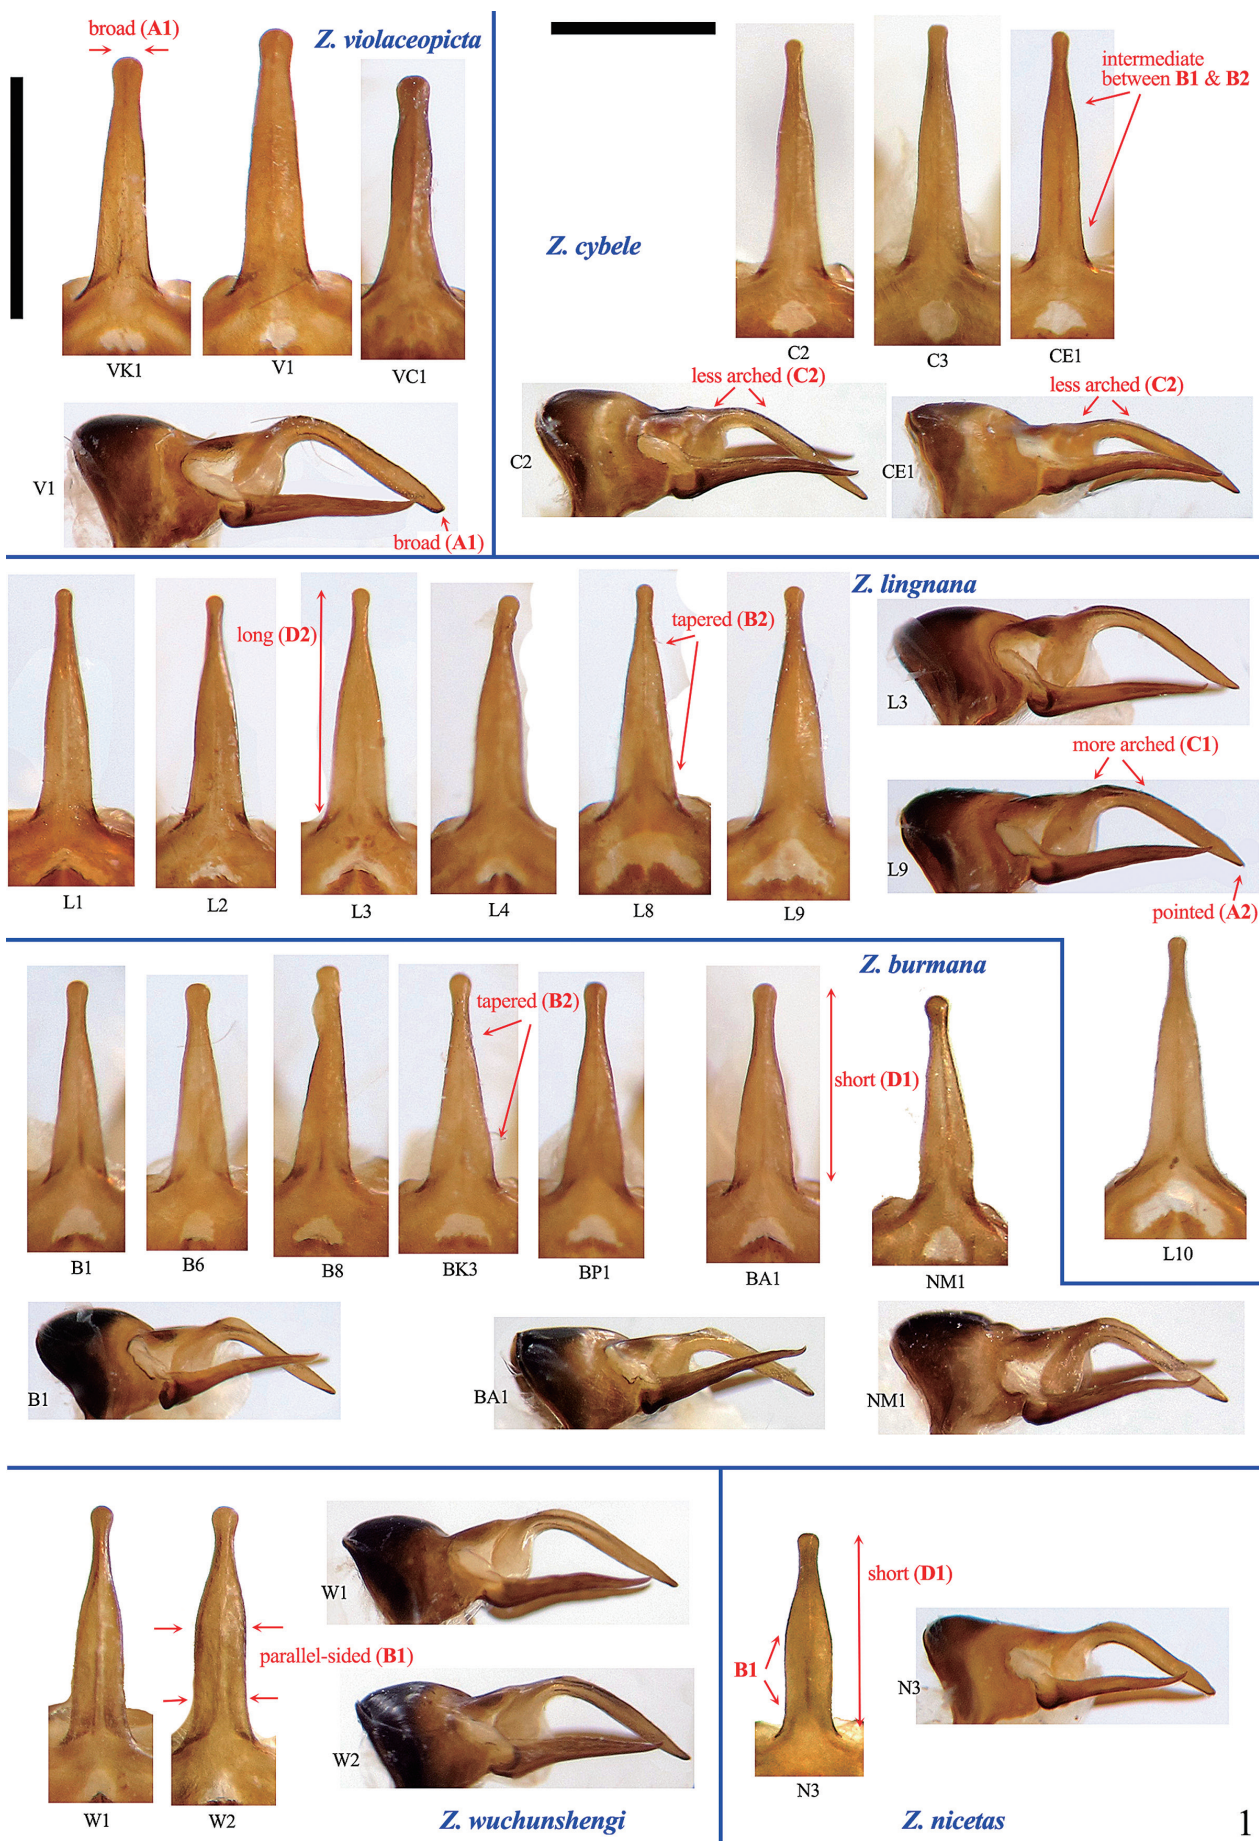 broad (A1)
Z. violaceopicta
VK1
V1
VC1
V1
broad (A1)
intermediate
between B1 & B2
Z. cybele
C2
C3
CE1
less arched (C2)
less arched (C2)
C2
CE1
Z. lingnana
long (D2)
tapered (B2)
L1
L2
L3
L4
L8
L9
L3
more arched (C1)
L9
pointed (A2)
L10
Z. burmana
tapered (B2)
short (D1)
B1
B6
B8
BK3
BP1
BA1
NM1
B1
BA1
NM1
W1
parallel-sided (B1)
W2
W1
W2
Z. wuchunshengi
short (D1)
B1
N3
N3
Z. nicetas
1